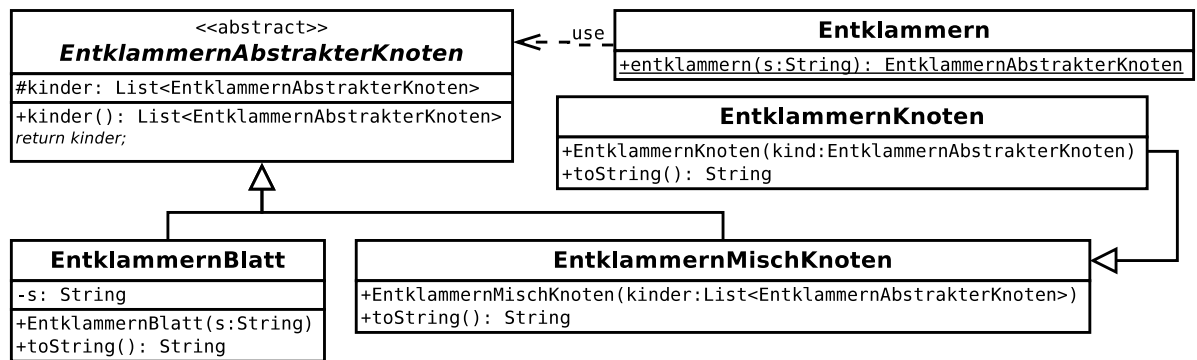 <<abstract>>
EntklammernAbstrakterKnoten
#kinder: List<EntklammernAbstrakterKnoten>
+kinder(): List<EntklammernAbstrakterKnoten>
return kinder;
use
Entklammern
+entklammern(s:String): EntklammernAbstrakterKnoten
EntklammernKnoten
+EntklammernKnoten(kind:EntklammernAbstrakterKnoten)
+toString(): String
EntklammernBlatt
-s: String
+EntklammernBlatt(s:String)
+toString(): String
EntklammernMischKnoten
+EntklammernMischKnoten(kinder:List<EntklammernAbstrakterKnoten>)
+toString(): String